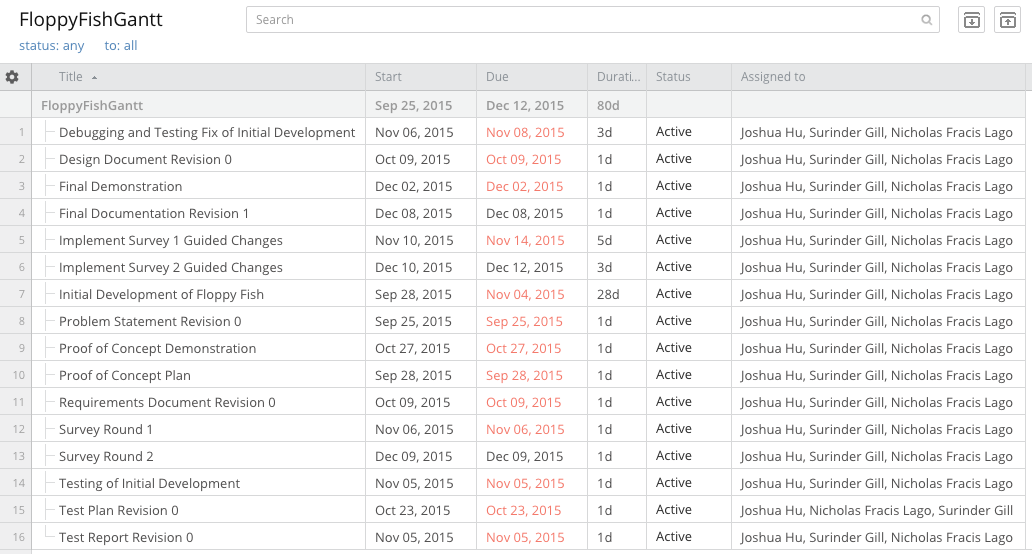 FloppyFishGantt
Search
status: any to: all
Title Start Due Durati... Status Assigned to
FloppyFishGantt Sep 25, 2015 Dec 12, 2015 80d
1 Debugging and Testing Fix of Initial Development Nov 06, 2015 Nov 08, 2015 3d Active Joshua Hu, Surinder Gill, Nicholas Fracis Lago
2 Design Document Revision 0 Oct 09, 2015 Oct 09, 2015 1d Active Joshua Hu, Surinder Gill, Nicholas Fracis Lago
3 Final Demonstration Dec 02, 2015 Dec 02, 2015 1d Active Joshua Hu, Surinder Gill, Nicholas Fracis Lago
4 Final Documentation Revision 1 Dec 08, 2015 Dec 08, 2015 1d Active Joshua Hu, Surinder Gill, Nicholas Fracis Lago
5 Implement Survey 1 Guided Changes Nov 10, 2015 Nov 14, 2015 5d Active Joshua Hu, Surinder Gill, Nicholas Fracis Lago
6 Implement Survey 2 Guided Changes Dec 10, 2015 Dec 12, 2015 3d Active Joshua Hu, Surinder Gill, Nicholas Fracis Lago
7 Initial Development of Floppy Fish Sep 28, 2015 Nov 04, 2015 28d Active Joshua Hu, Surinder Gill, Nicholas Fracis Lago
8 Problem Statement Revision 0 Sep 25, 2015 Sep 25, 2015 1d Active Joshua Hu, Surinder Gill, Nicholas Fracis Lago
9 Proof of Concept Demonstration Oct 27, 2015 Oct 27, 2015 1d Active Joshua Hu, Surinder Gill, Nicholas Fracis Lago
10 Proof of Concept Plan Sep 28, 2015 Sep 28, 2015 1d Active Joshua Hu, Surinder Gill, Nicholas Fracis Lago
11 Requirements Document Revision 0 Oct 09, 2015 Oct 09, 2015 1d Active Joshua Hu, Surinder Gill, Nicholas Fracis Lago
12 Survey Round 1 Nov 06, 2015 Nov 06, 2015 1d Active Joshua Hu, Surinder Gill, Nicholas Fracis Lago
13 Survey Round 2 Dec 09, 2015 Dec 09, 2015 1d Active Joshua Hu, Surinder Gill, Nicholas Fracis Lago
14 Testing of Initial Development Nov 05, 2015 Nov 05, 2015 1d Active Joshua Hu, Surinder Gill, Nicholas Fracis Lago
15 Test Plan Revision 0 Oct 23, 2015 Oct 23, 2015 1d Active Joshua Hu, Nicholas Fracis Lago, Surinder Gill
16 Test Report Revision 0 Nov 05, 2015 Nov 05, 2015 1d Active Joshua Hu, Surinder Gill, Nicholas Fracis Lago